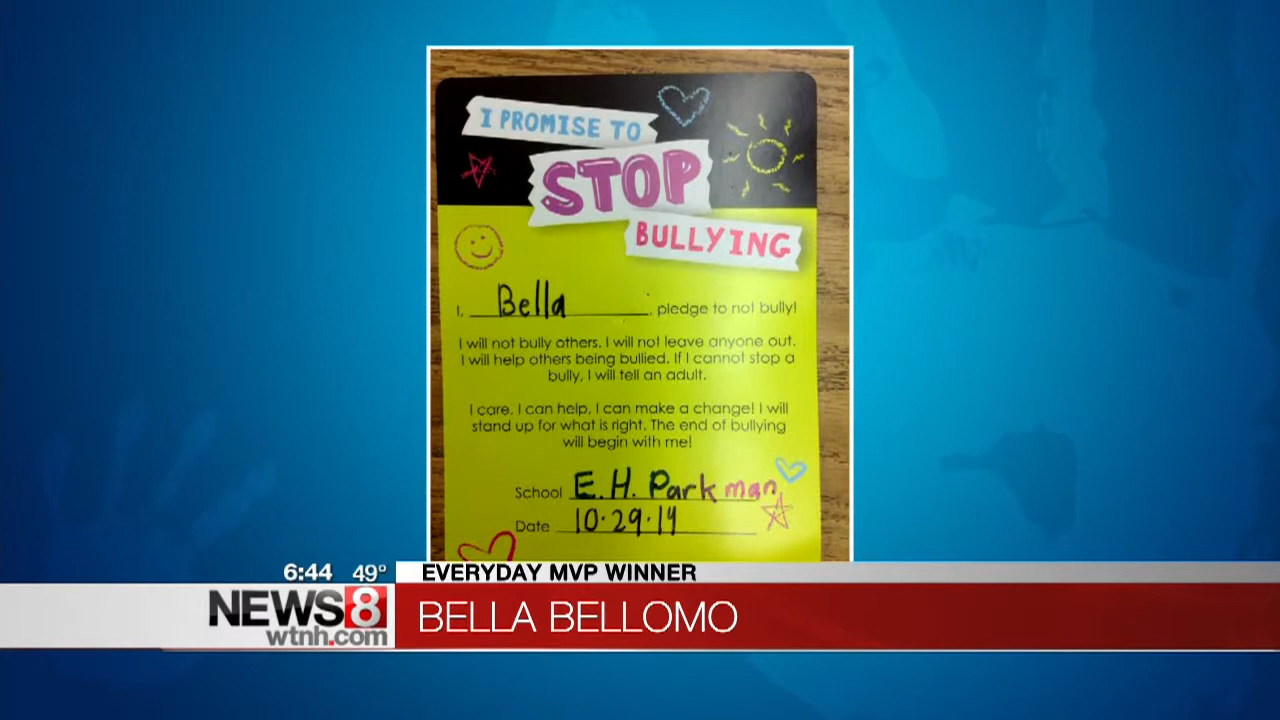 I PROMISE TO
STOP
BULLYING
I, Bella, pledge to not bully!
I will not bully others. I will not leave anyone out.
I will help others being bullied. If I cannot stop a
bully, I will tell an adult.
I care. I can help, I can make a change! I will
stand up for what is right. The end of bullying
will begin with me!
School E.H. Parkman
Date 10.29.14
6:44 49°
EVERYDAY MVP WINNER
NEWS8
wtnh.com
BELLA BELLOMO